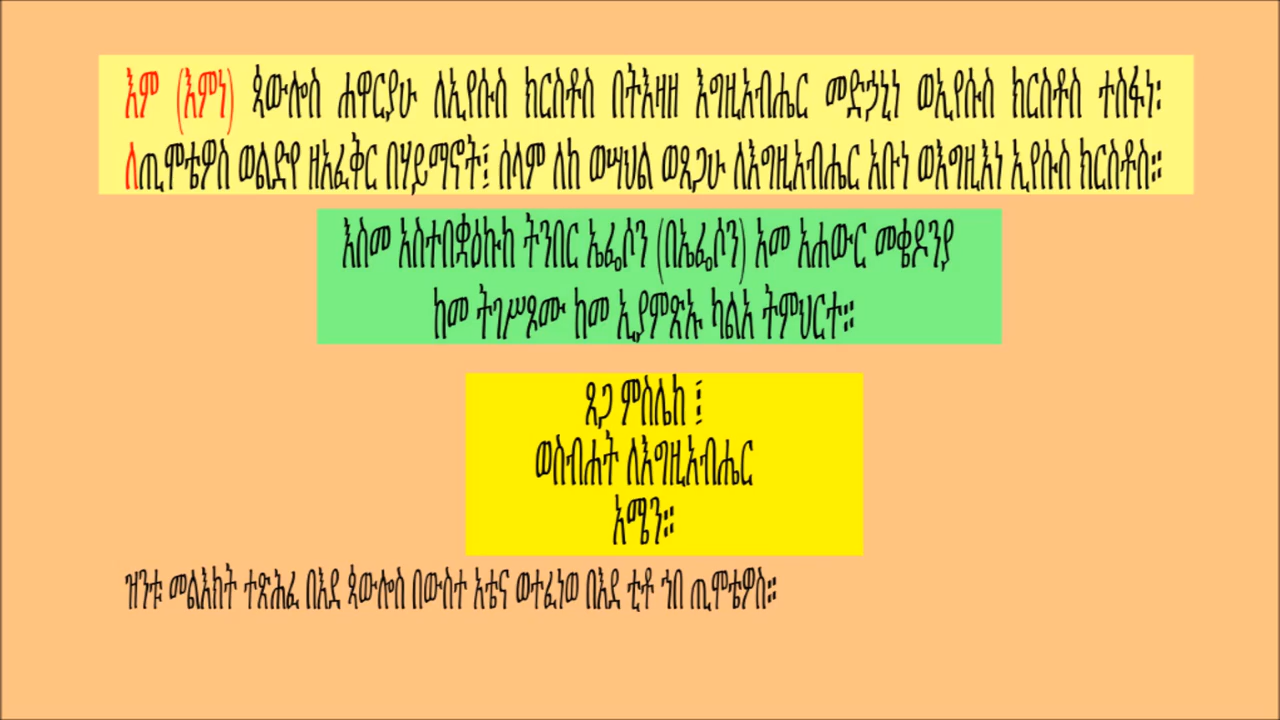 እም (እምነ) ጳውሎስ ሐዋርያሁ ለኢየሱስ ክርስቶስ በትእዛዘ እግዚአብሔር መድኃኒነ ወኢየሱስ ክርስቶስ ተስፋነ፡
ለጢሞቴዎስ ወልድየ ዘአፈቅር በሃይማኖት፤ ሰላም ለከ ወሣህል ወጸጋሁ ለእግዚአብሔር አቡነ ወእግዚእነ ኢየሱስ ክርስቶስ።
እስመ አስተበቋዕኩከ ትንበር ኤፌሶን (በኤፌሶን) አመ አሐውር መቄዶንያ
ከመ ትገሥጾሙ ከመ ኢያምጽኡ ካልአ ትምህርተ።
ጸጋ ምስሌከ ፤
ወስብሐት ለእግዚአብሔር
አሜን።
ዝንቱ መልእክት ተጽሕፈ በእደ ጳውሎስ በውስተ አቴና ወተፈነወ በእደ ቲቶ ኀበ ጢሞቴዎስ።